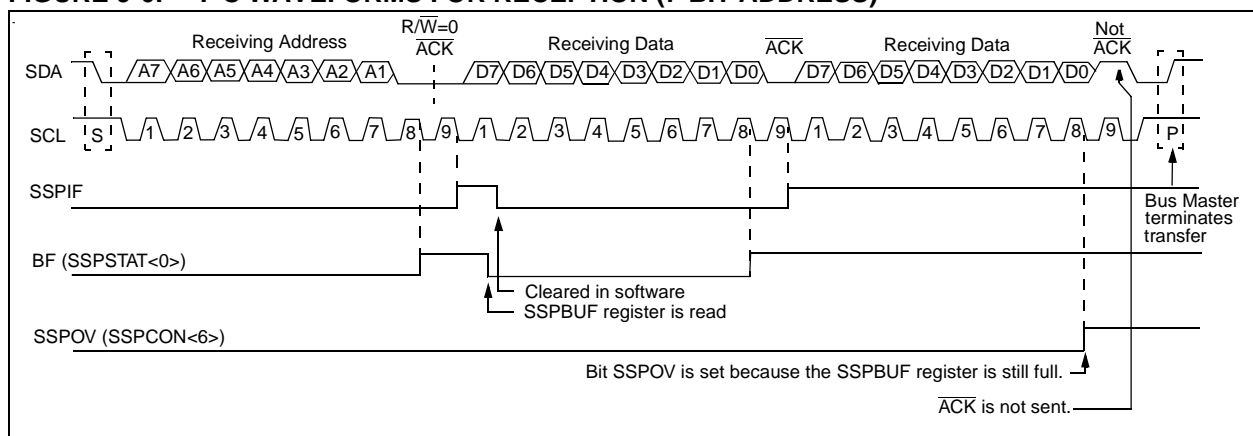 R/W=0
Receiving Address ACK Receiving Data ACK Receiving Data Not ACK
SDA A7 A6 A5 A4 A3 A2 A1 D7 D6 D5 D4 D3 D2 D1 D0 D7 D6 D5 D4 D3 D2 D1 D0
SCL S 1 2 3 4 5 6 7 8 9 1 2 3 4 5 6 7 8 9 1 2 3 4 5 6 7 8 9 P
SSPIF
Bus Master
terminates
transfer
BF (SSPSTAT<0>)
Cleared in software
SSPBUF register is read
SSPOV (SSPCON<6>)
Bit SSPOV is set because the SSPBUF register is still full.
ACK is not sent.